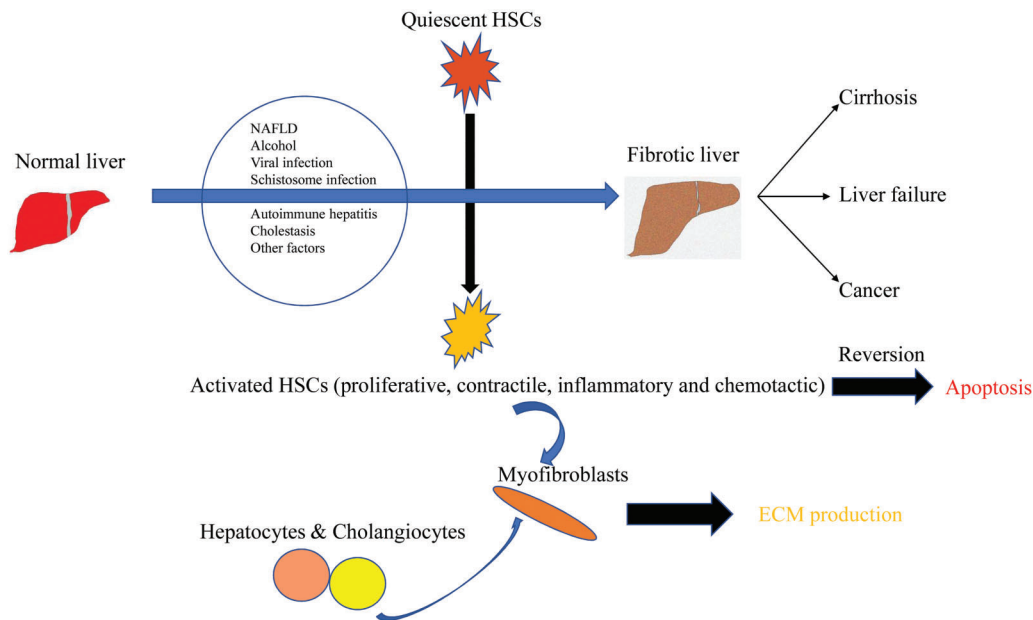 Quiescent HSCs
Normal liver
NAFLD
Alcohol
Viral infection
Schistosome infection
Autoimmune hepatitis
Cholestasis
Other factors
Fibrotic liver
Cirrhosis
Liver failure
Cancer
Activated HSCs (proliferative, contractile, inflammatory and chemotactic)
Reversion
Apoptosis
Myofibroblasts
ECM production
Hepatocytes & Cholangiocytes